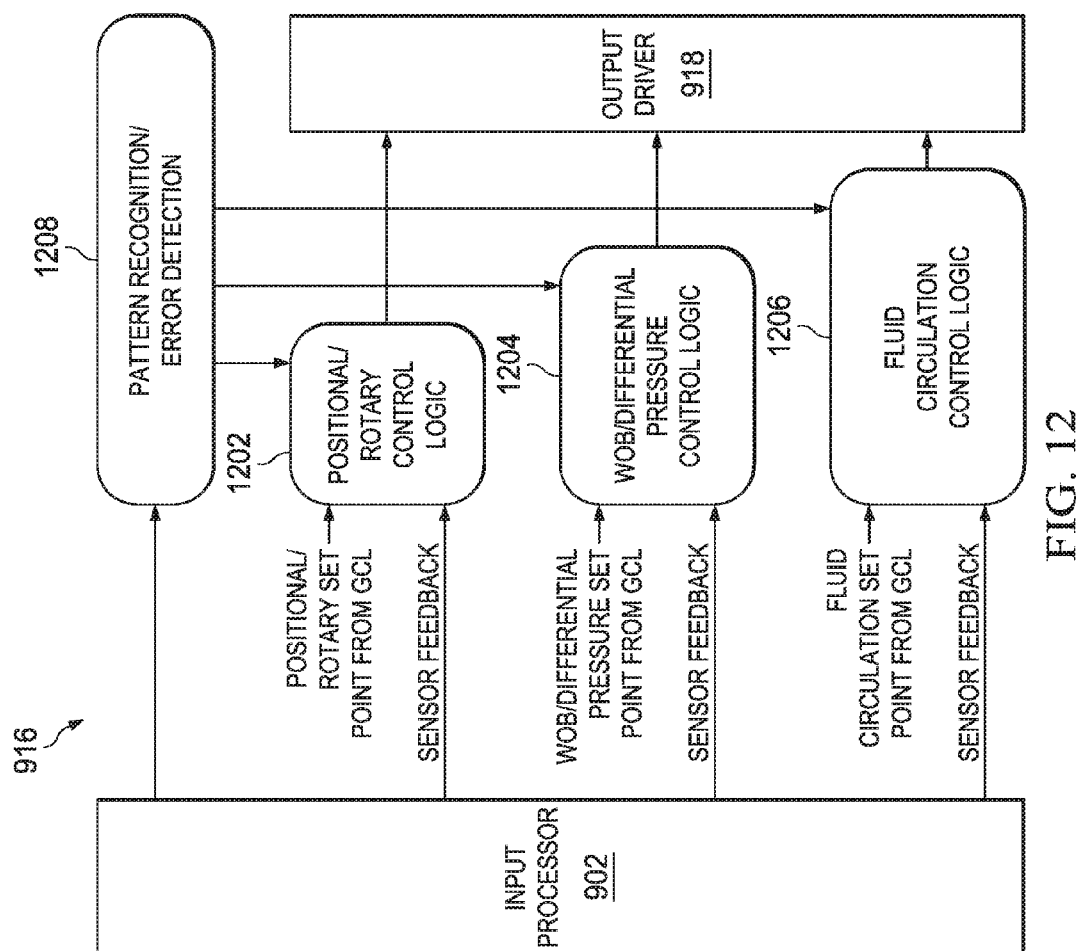 916
INPUT
PROCESSOR
902
1208
PATTERN RECOGNITION/
ERROR DETECTION
POSITIONAL/
ROTARY SET
POINT FROM GCL
SENSOR FEEDBACK
1202
POSITIONAL/
ROTARY
CONTROL
LOGIC
WOB/DIFFERENTIAL
PRESSURE SET
POINT FROM GCL
SENSOR FEEDBACK
1204
WOB/DIFFERENTIAL
PRESSURE
CONTROL LOGIC
FLUID
CIRCULATION SET
POINT FROM GCL
SENSOR FEEDBACK
1206
FLUID
CIRCULATION
CONTROL LOGIC
OUTPUT
DRIVER
918
FIG. 12